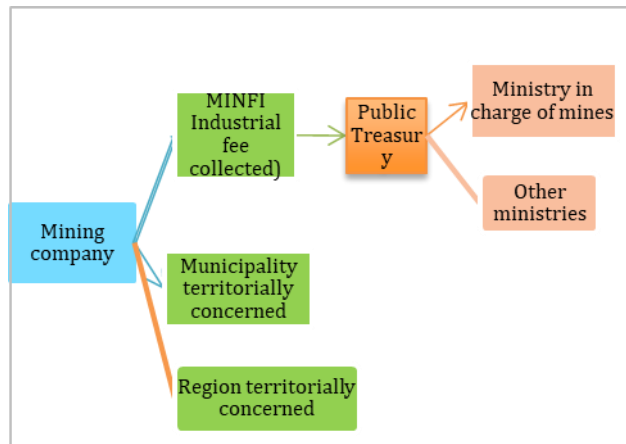 MINFI
Industrial
fee
collected)
Public
Treasur
y
Ministry in
charge of mines
Other
ministries
Mining
company
Municipality
territorially
concerned
Region territorially
concerned